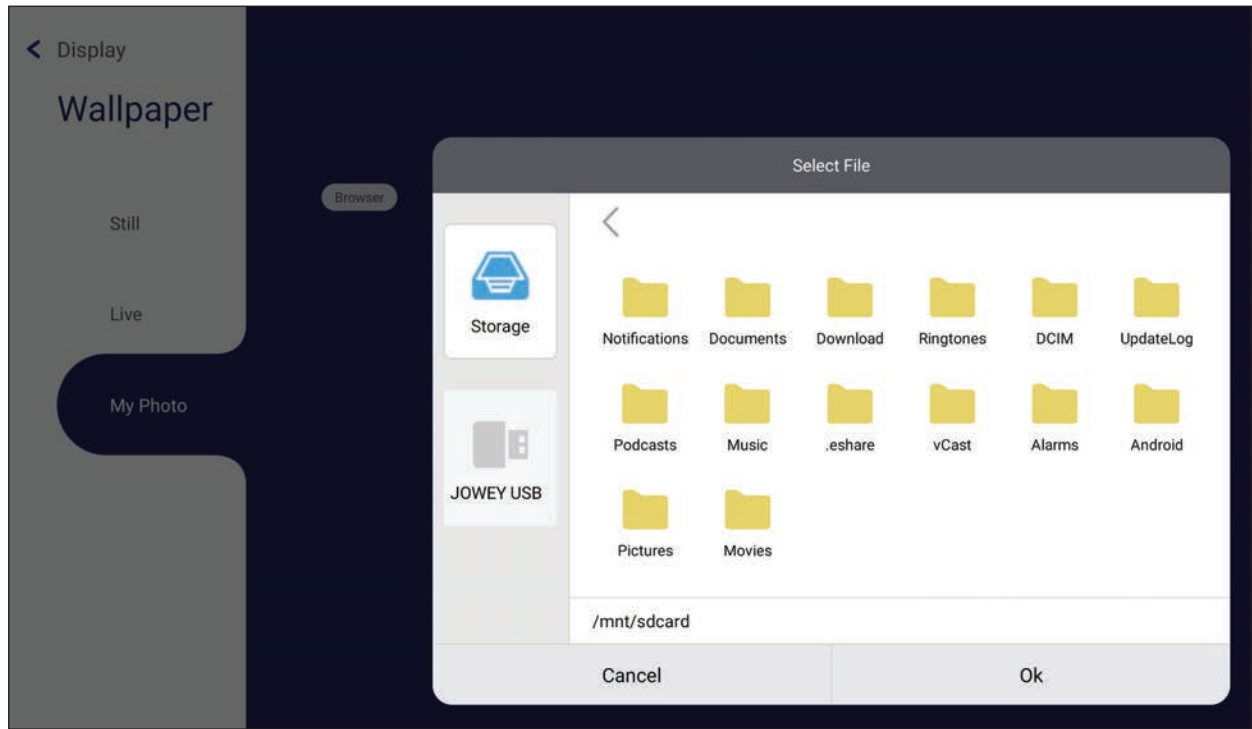 Display
Wallpaper
Still
Live
My Photo
Browser
Select File
Storage
JOWEY USB
Notifications Documents Download Ringtones DCIM UpdateLog
Podcasts Music .eshare vCast Alarms Android
Pictures Movies
/mnt/sdcard
Cancel Ok